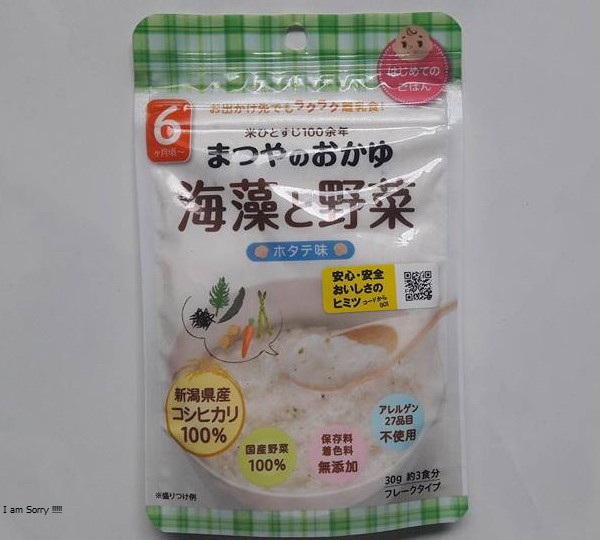 はじめての
ごはん
お出かけ先でもラクラク離乳食!
6
ヶ月頃～
米ひとすじ100余年
まつやのおかゆ
海藻と野菜
ホタテ味
安心・安全
おいしさの
ヒミツ コードから
GO!
新潟県産
コシヒカリ
100%
国産野菜
100%
保存料
着色料
無添加
アレルゲン
27品目
不使用
30g 約3食分
フレークタイプ
※盛りつけ例
I am Sorry !!!!!